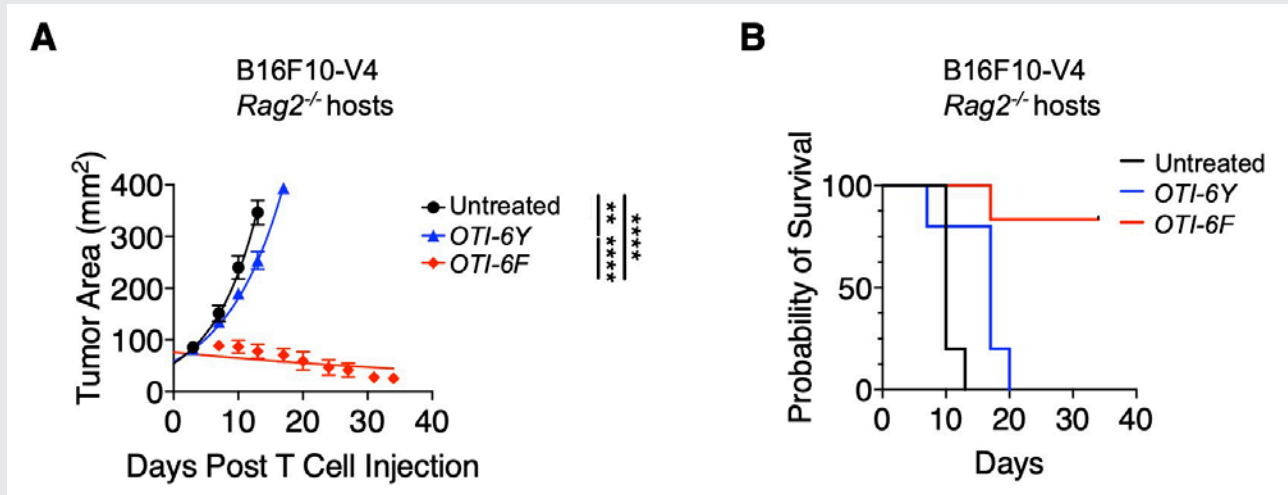 A
B16F10-V4
Rag2-/- hosts
Tumor Area (mm2)
400
300
200
100
0
0 10 20 30 40
Days Post T Cell Injection
Untreated
OTI-6Y
OTI-6F
** ****
****
B
B16F10-V4
Rag2-/- hosts
Probability of Survival
100
50
0
0 10 20 30 40
Days
Untreated
OTI-6Y
OTI-6F